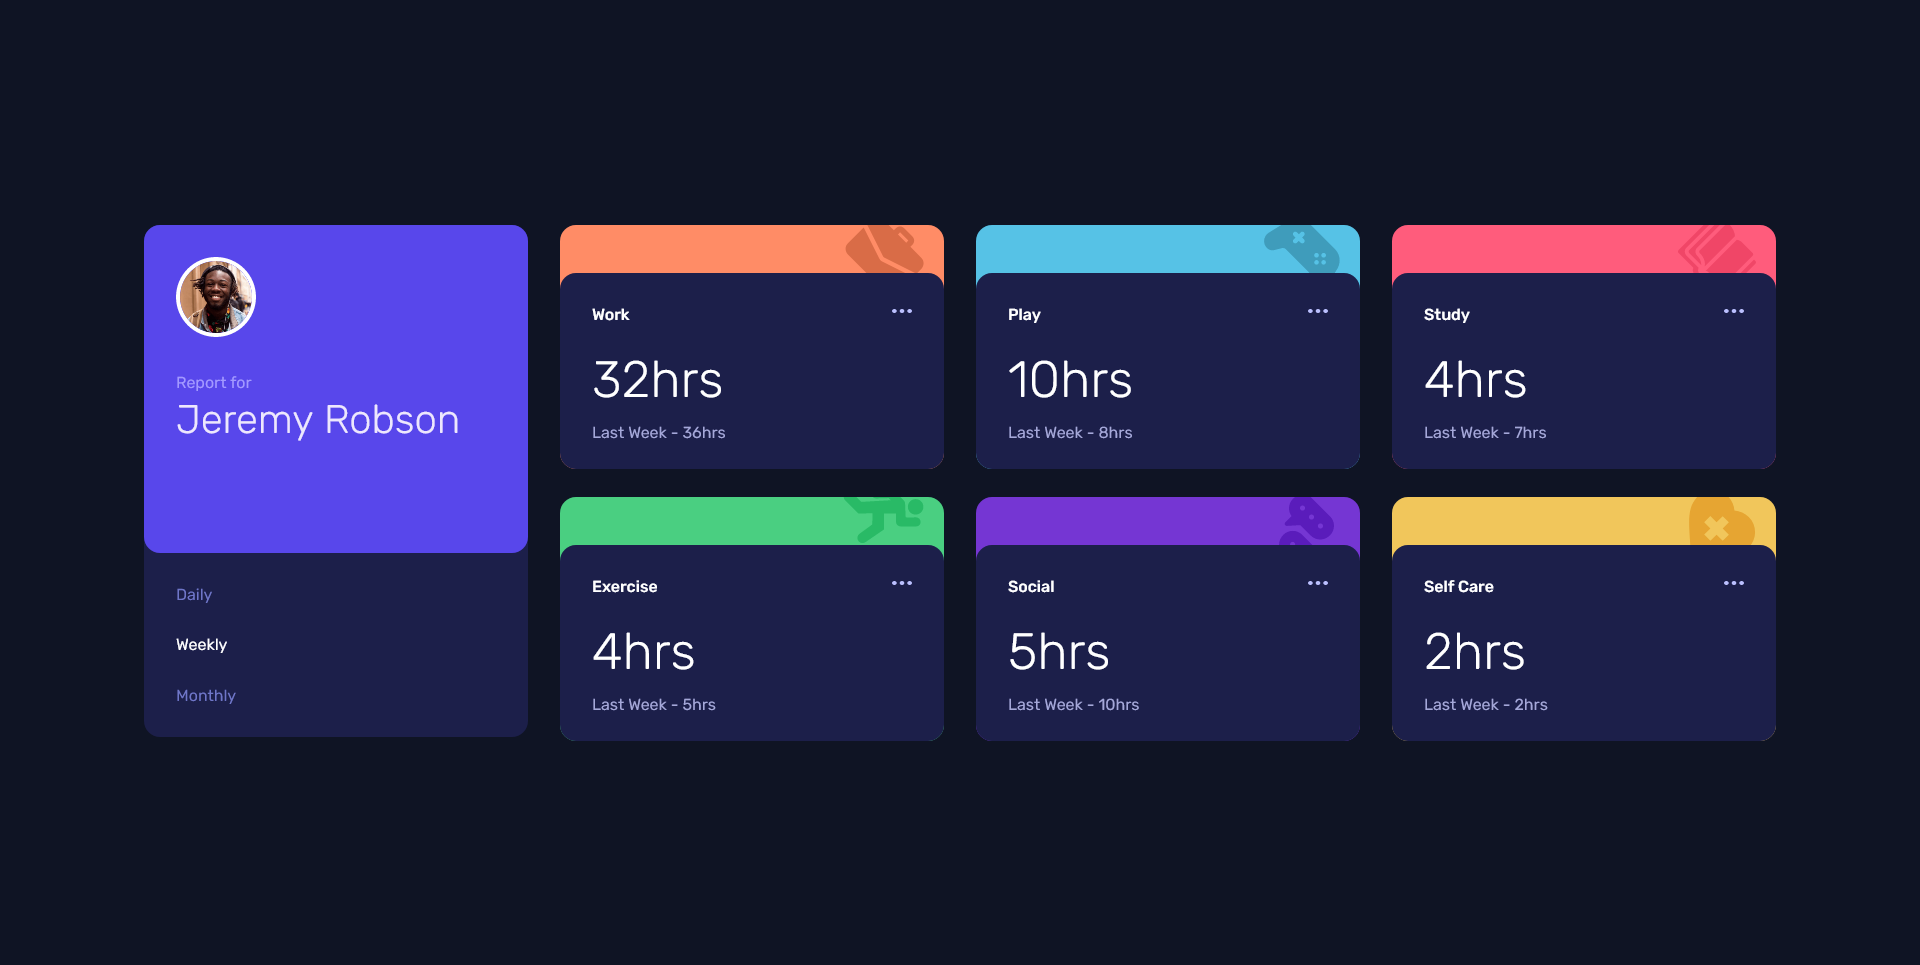 Report for
Jeremy Robson
Daily
Weekly
Monthly
Work
32hrs
Last Week - 36hrs
Play
10hrs
Last Week - 8hrs
Study
4hrs
Last Week - 7hrs
Exercise
4hrs
Last Week - 5hrs
Social
5hrs
Last Week - 10hrs
Self Care
2hrs
Last Week - 2hrs